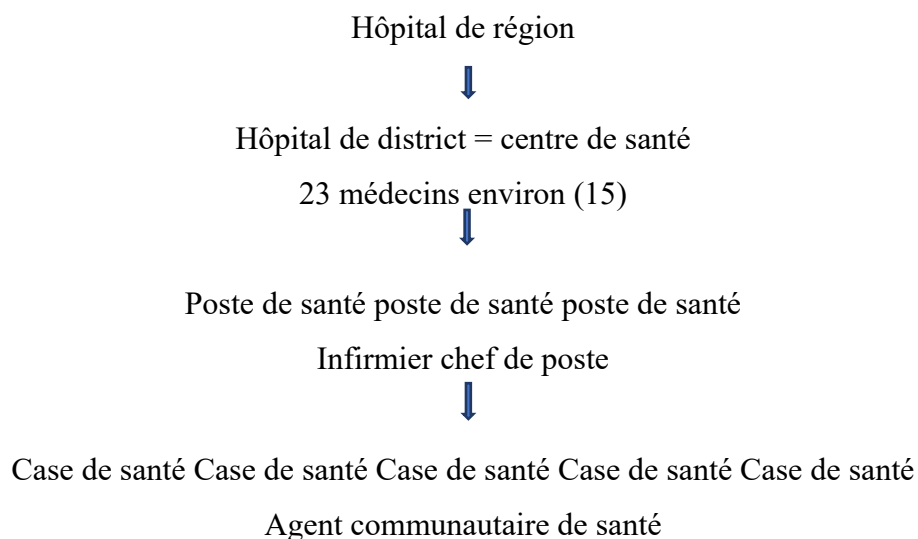 Hôpital de région
Hôpital de district = centre de santé
23 médecins environ (15)
Poste de santé poste de santé poste de santé
Infirmier chef de poste
Case de santé Case de santé Case de santé Case de santé Case de santé
Agent communautaire de santé